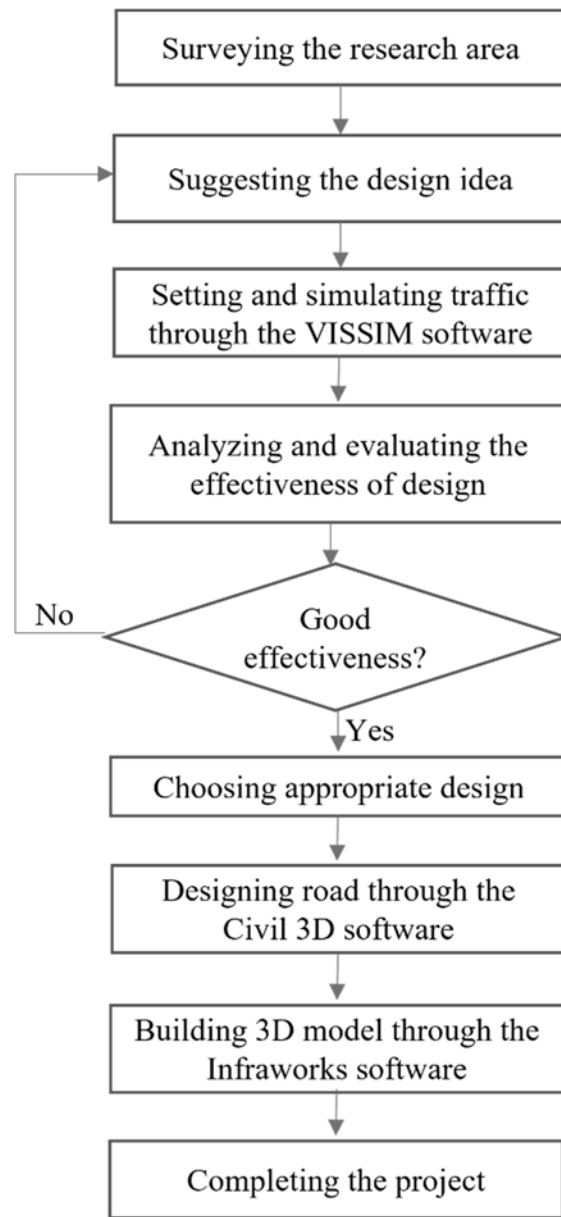 Surveying the research area
Suggesting the design idea
Setting and simulating traffic
through the VISSIM software
Analyzing and evaluating the
effectiveness of design
No
Good
effectiveness?
Yes
Choosing appropriate design
Designing road through the
Civil 3D software
Building 3D model through the
Infraworks software
Completing the project